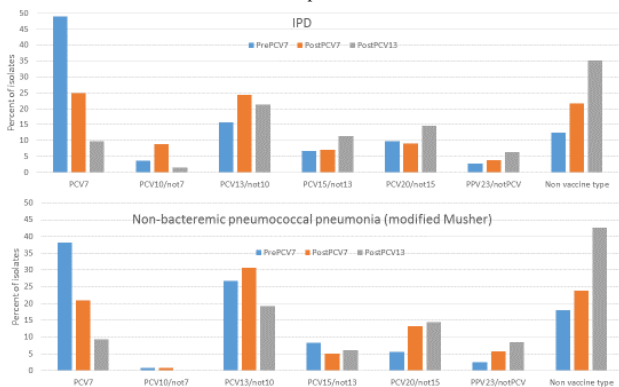 IPD
PrePCV7 PostPCV7 PostPCV13
Percent of isolates
50
45
40
35
30
25
20
15
10
5
0
PCV7 PCV10/not7 PCV13/not10 PCV15/not13 PCV20/not15 PPV23/notPCV Non vaccine type
Non-bacteremic pneumococcal pneumonia (modified Musher)
PrePCV7 PostPCV7 PostPCV13
Percent of isolates
50
45
40
35
30
25
20
15
10
5
0
PCV7 PCV10/not7 PCV13/not10 PCV15/not13 PCV20/not15 PPV23/notPCV Non vaccine type